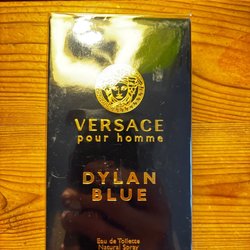 VERSACE
pour homme
DYLAN
BLUE
Eau de Toilette
Natural Spray